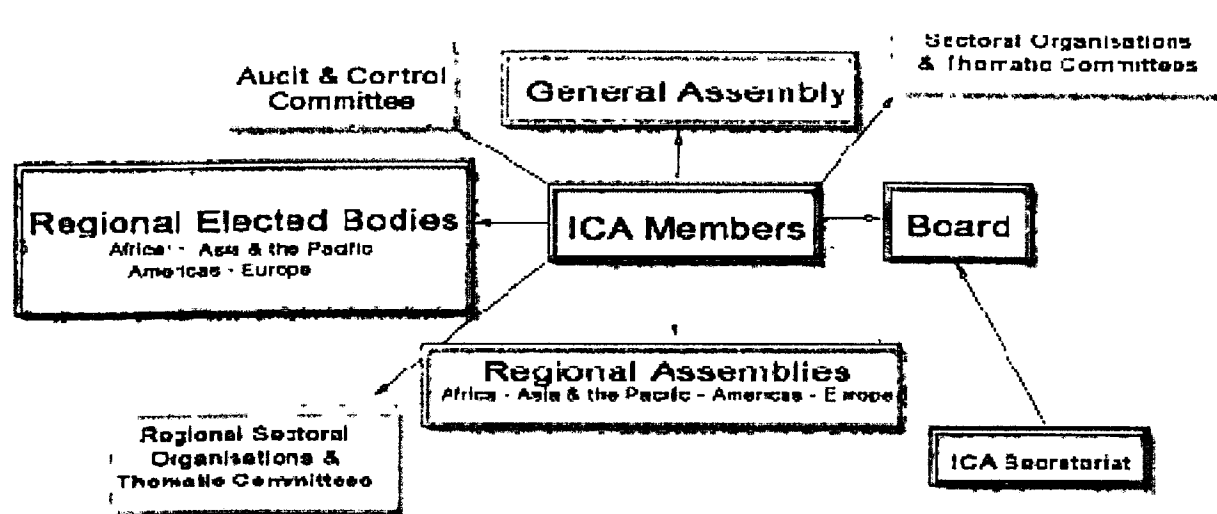 Sectoral Organisations
& Thematic Committees
Audit & Control
Committee
General Assembly
Regional Elected Bodies
Africa - Asia & the Pacific
Americas - Europe
ICA Members
Board
Regional Assemblies
Africa - Asia & the Pacific - Americas - Europe
Regional Sectoral
Organisations &
Thematic Committees
ICA Secretariat